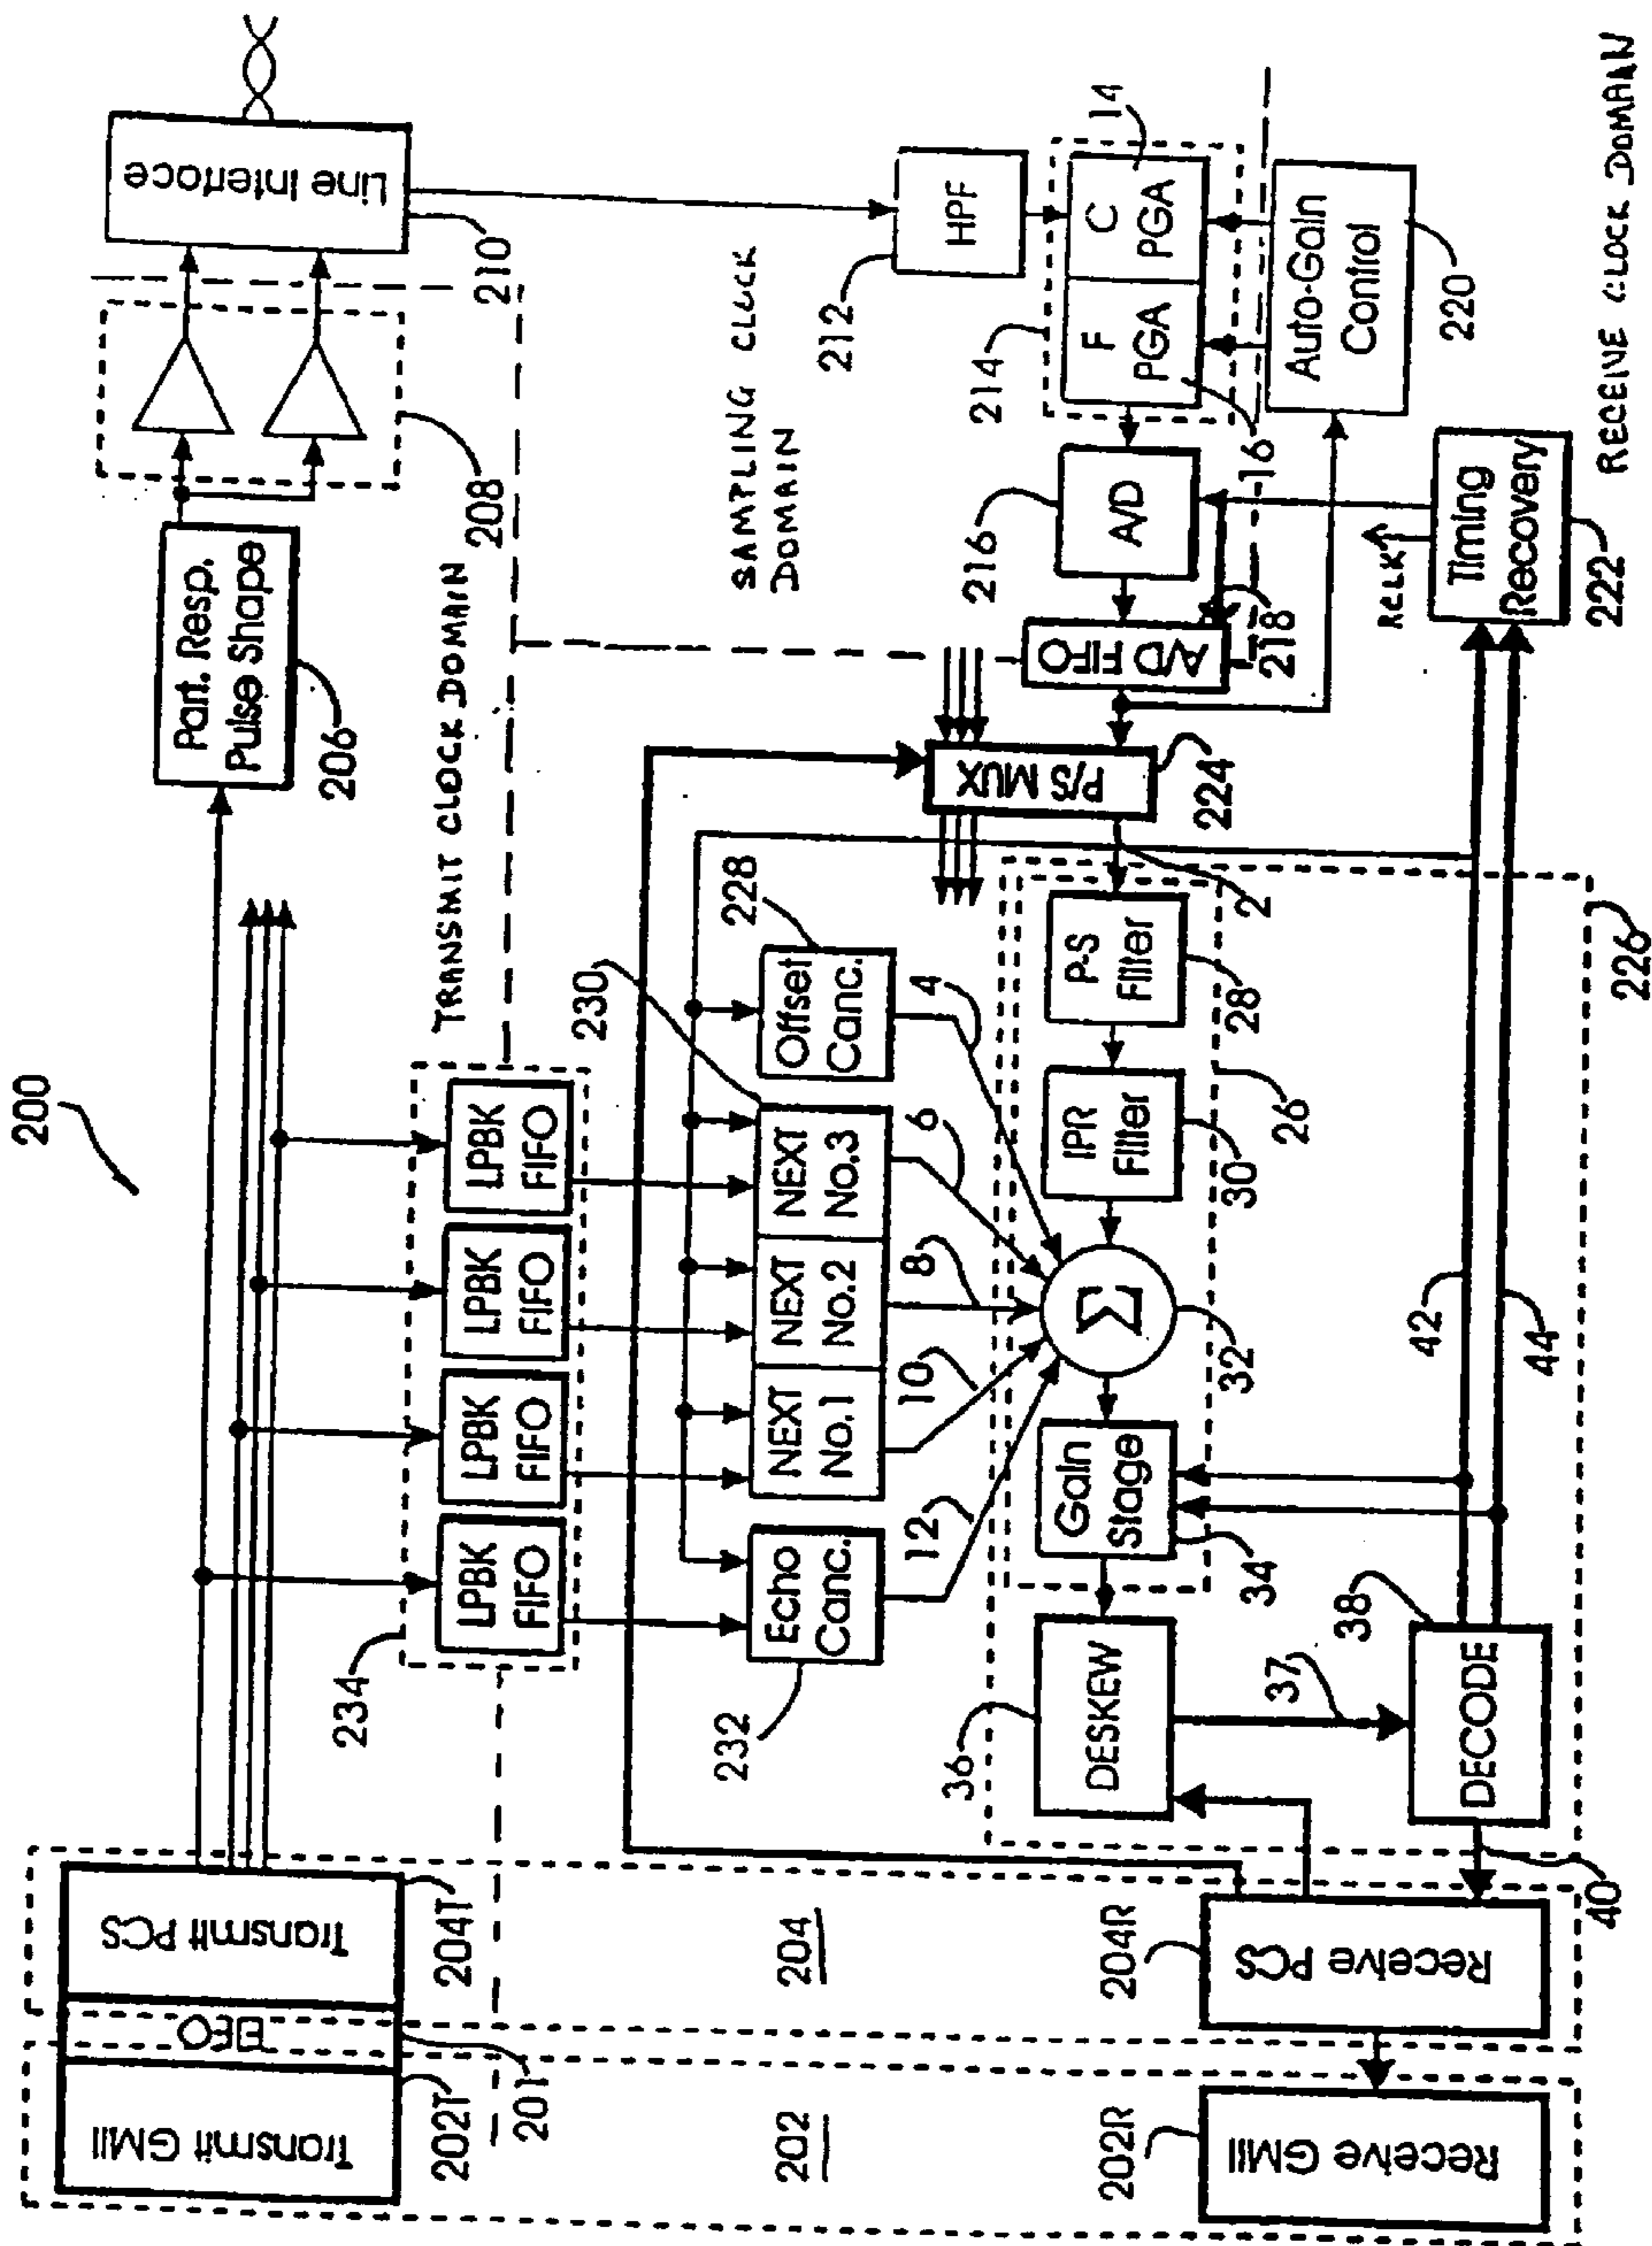 200
Transmit GMII
202T
FIFO
201
Transmit PCS
204T
Part. Resp.
Pulse Shape
206
208
Line Interface
210
TRANSMIT CLOCK DOMAIN
234
LPBK
FIFO
LPBK
FIFO
LPBK
FIFO
LPBK
FIFO
SAMPLING CLOCK
DOMAIN
HPF
212
232
Echo
Canc.
230
NEXT
No.1
NEXT
No.2
NEXT
No.3
228
Offset
Canc.
12
10
8
6
4
202
204
P/S MUX
224
A/D FIFO
218
216
A/D
214
F
PGA
C
PGA
14
16
36
DESKEW
Gain
Stage
34
Σ
32
IPR
Filter
30
P-S
Filter
28
26
2
Auto-Gain
Control
220
RCLK
Timing
Recovery
222
37
38
DECODE
40
42
44
226
202R
Receive GMII
204R
Receive PCS
RECEIVE CLOCK DOMAIN